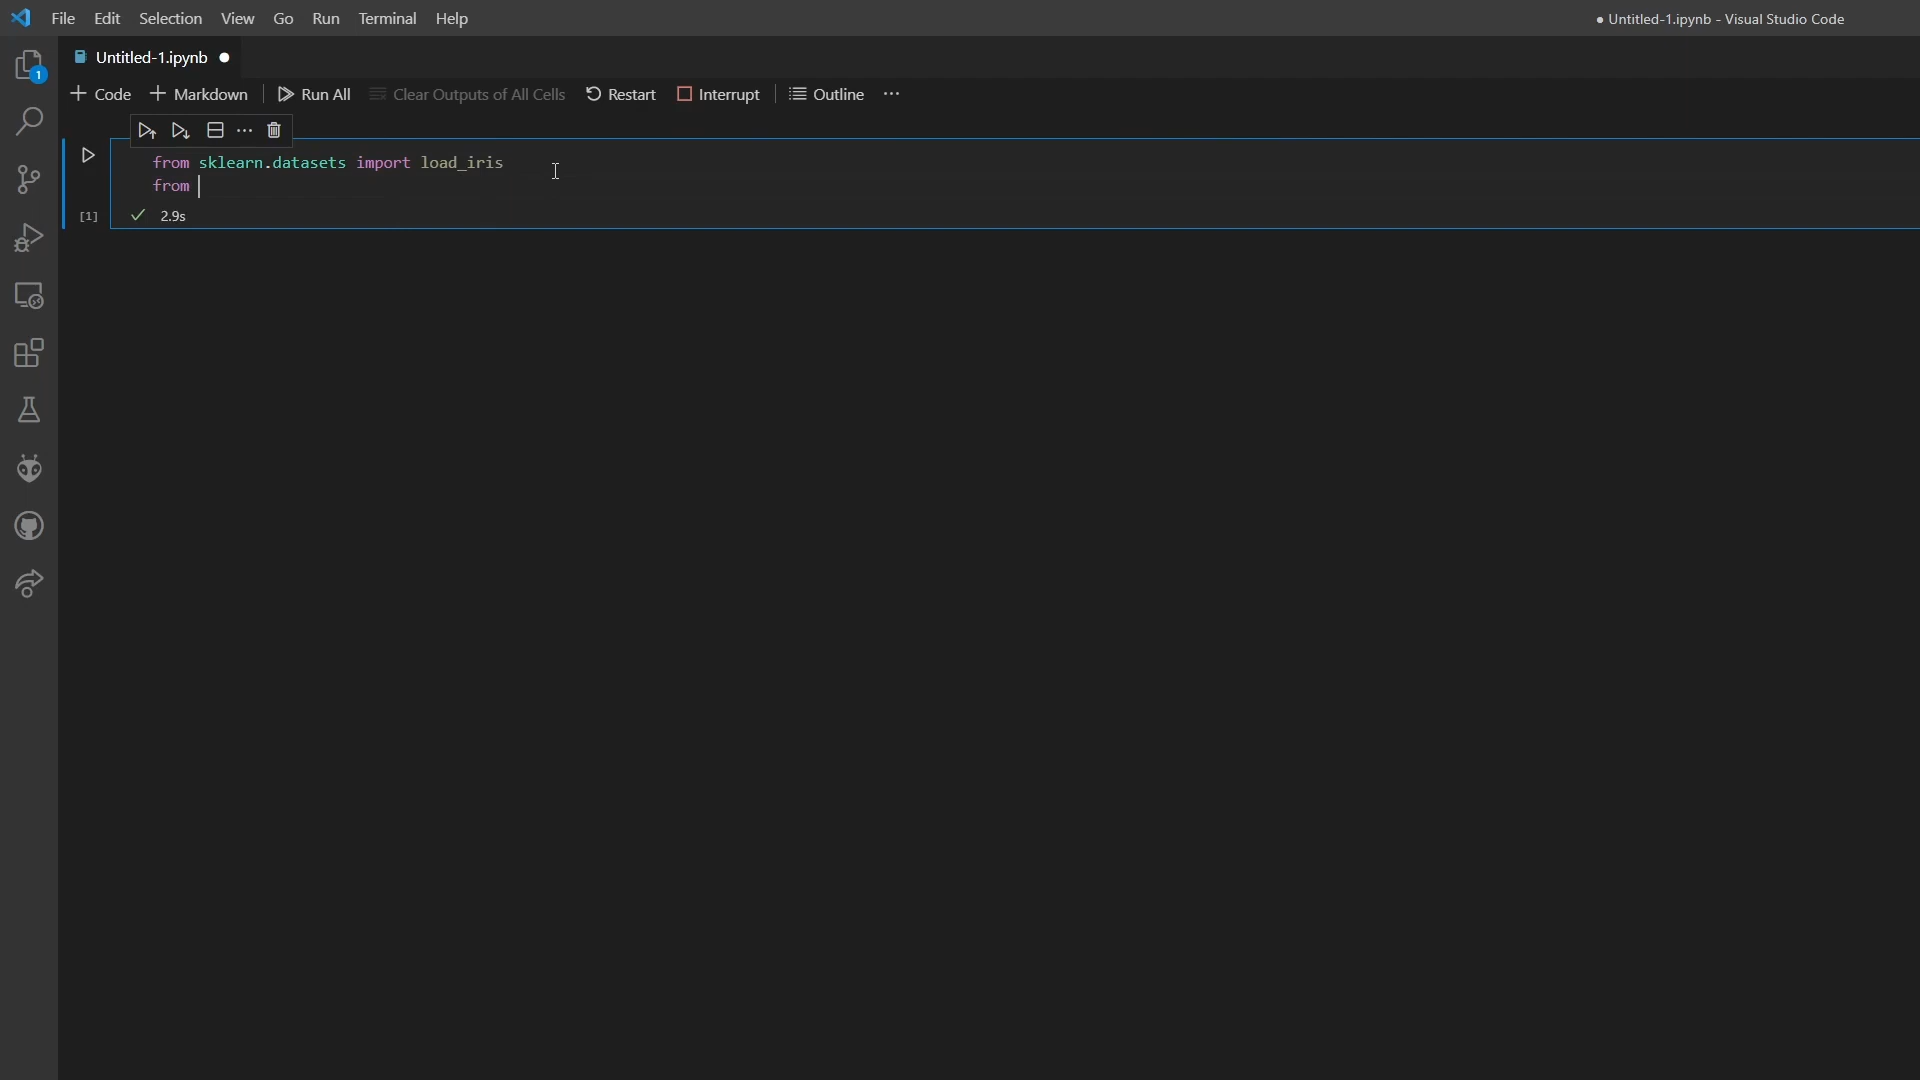 File Edit Selection View Go Run Terminal Help
● Untitled-1.ipynb - Visual Studio Code
1
Untitled-1.ipynb ●
+ Code + Markdown Run All Clear Outputs of All Cells Restart Interrupt Outline ···
from sklearn.datasets import load_iris
from
[1] ✓ 2.9s